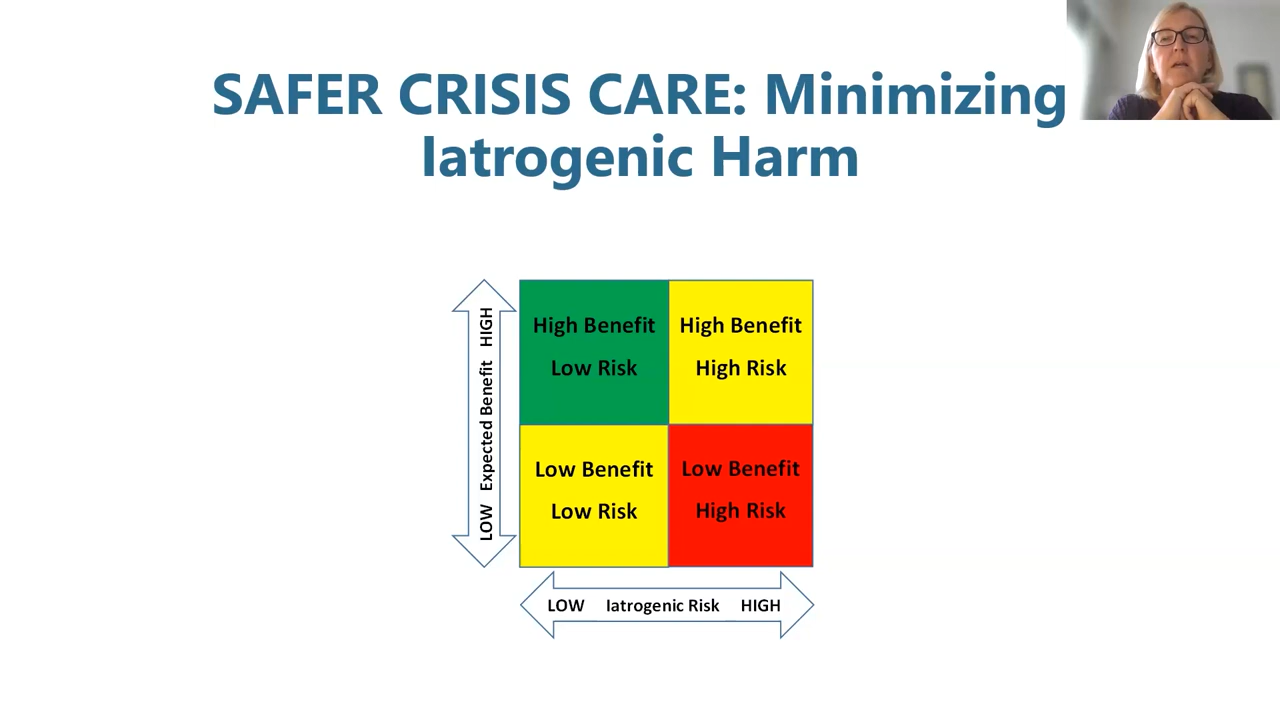 SAFER CRISIS CARE: Minimizing
Iatrogenic Harm
High Benefit
Low Risk
High Benefit
High Risk
Low Benefit
Low Risk
Low Benefit
High Risk
LOW Expected Benefit HIGH
LOW Iatrogenic Risk HIGH